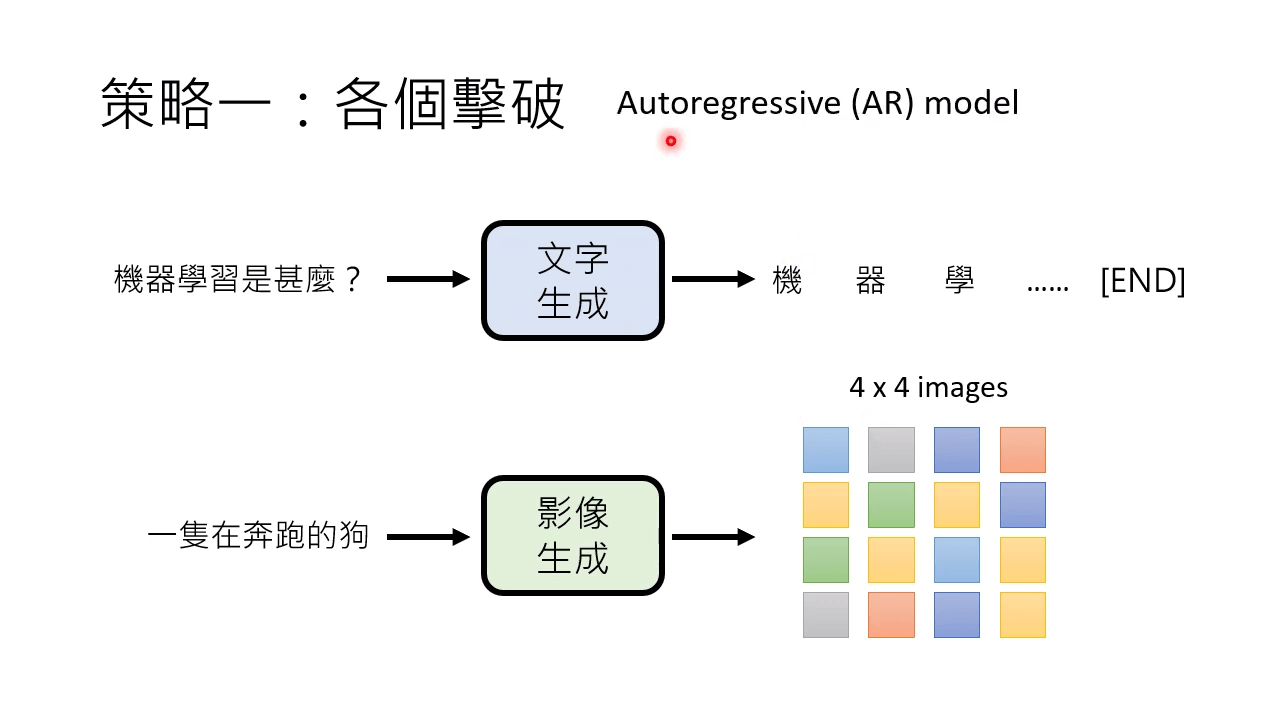 策略一：各個擊破 Autoregressive (AR) model
機器學習是甚麼？
文字
生成
機 器 學 …… [END]
4 x 4 images
一隻在奔跑的狗
影像
生成